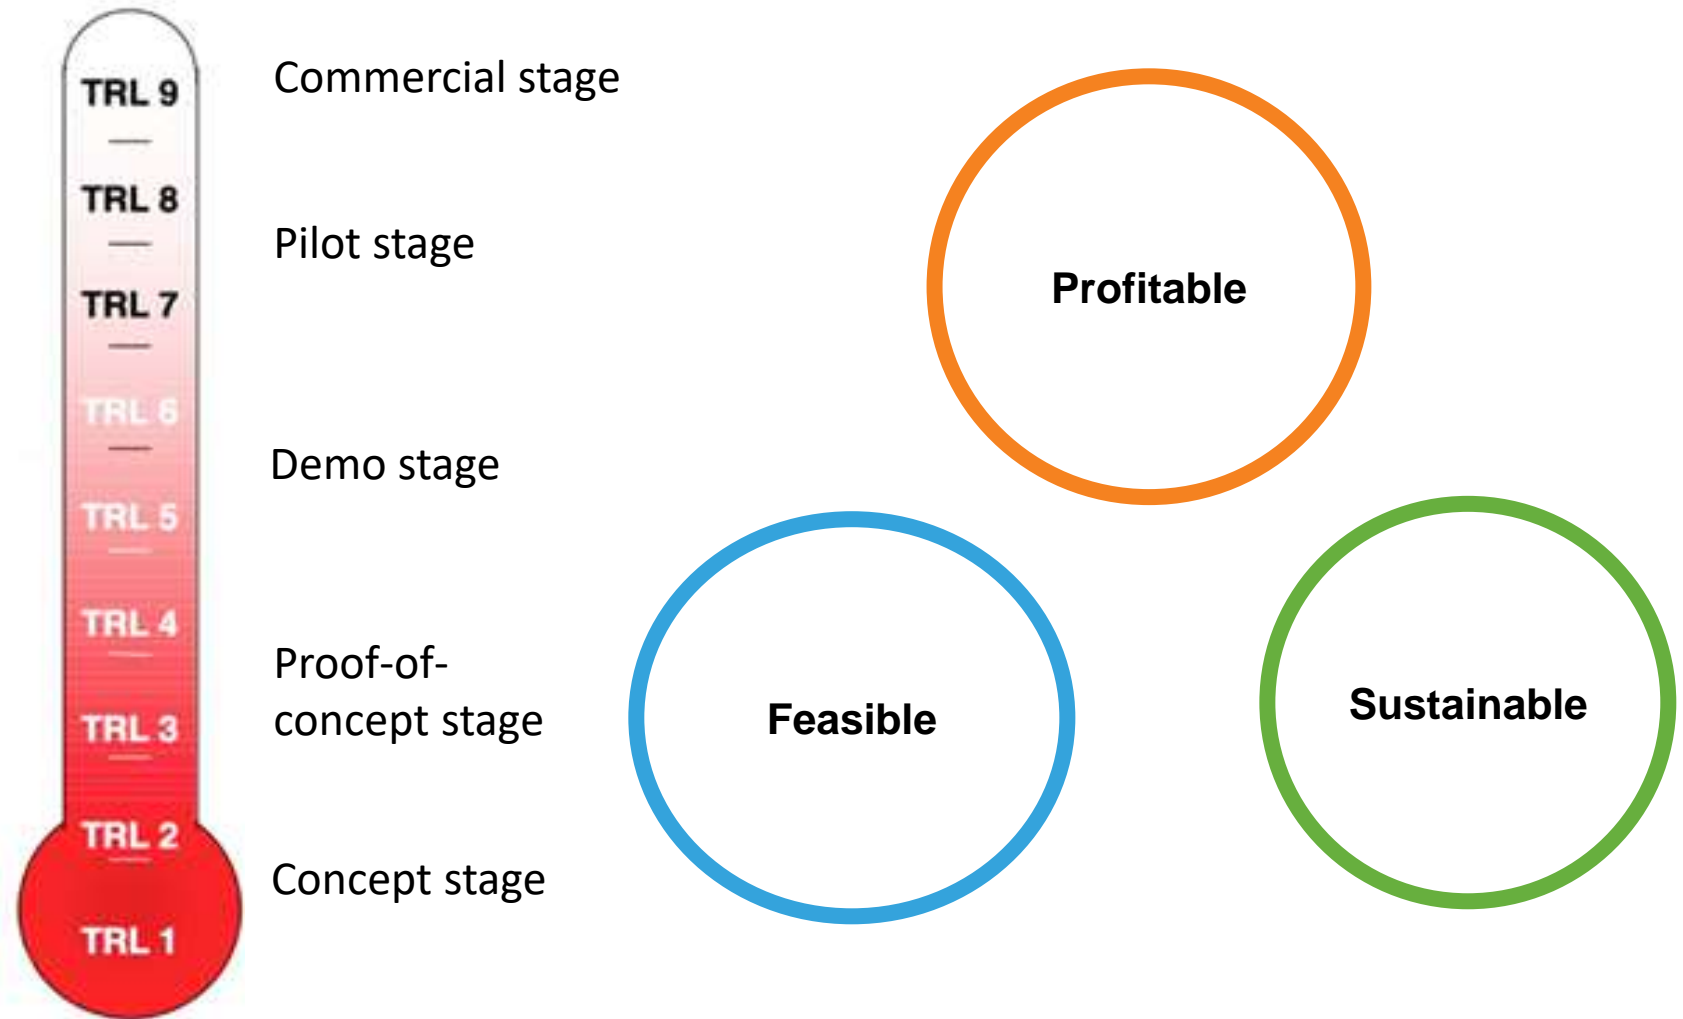 TRL 9
Commercial stage
TRL 8
Pilot stage
TRL 7
Profitable
TRL 6
Demo stage
TRL 5
TRL 4
Proof-of-
concept stage
TRL 3
Feasible
Sustainable
TRL 2
Concept stage
TRL 1